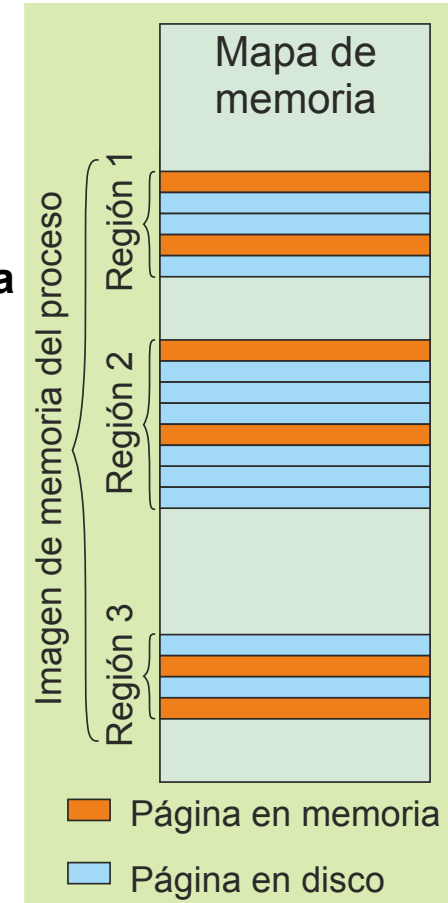 Mapa de
memoria
Imagen de memoria del proceso
Región 1
Región 2
Región 3
a
Página en memoria
Página en disco